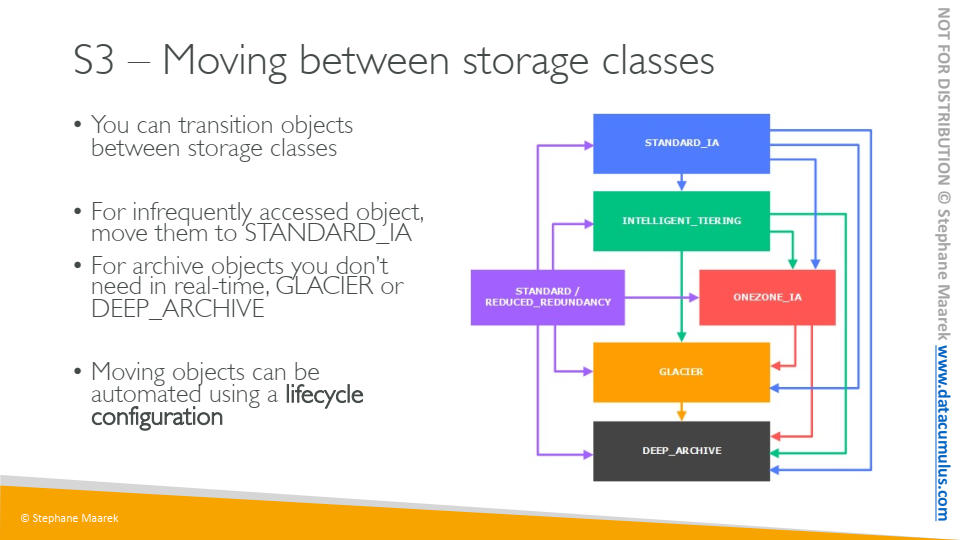 S3 – Moving between storage classes
• You can transition objects
between storage classes
• For infrequently accessed object,
move them to STANDARD_IA
• For archive objects you don’t
need in real-time, GLACIER or
DEEP_ARCHIVE
• Moving objects can be
automated using a lifecycle
configuration
STANDARD_IA
INTELLIGENT_TIERING
STANDARD /
REDUCED_REDUNDANCY
ONEZONE_IA
GLACIER
DEEP_ARCHIVE
NOT FOR DISTRIBUTION © Stephane Maarek www.datacumulus.com
© Stephane Maarek